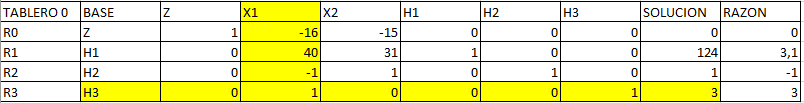 TABLERO 0 BASE Z X1 X2 H1 H2 H3 SOLUCION RAZON
R0 Z 1 -16 -15 0 0 0 0 0
R1 H1 0 40 31 1 0 0 124 3,1
R2 H2 0 -1 1 0 1 0 1 -1
R3 H3 0 1 0 0 0 1 3 3